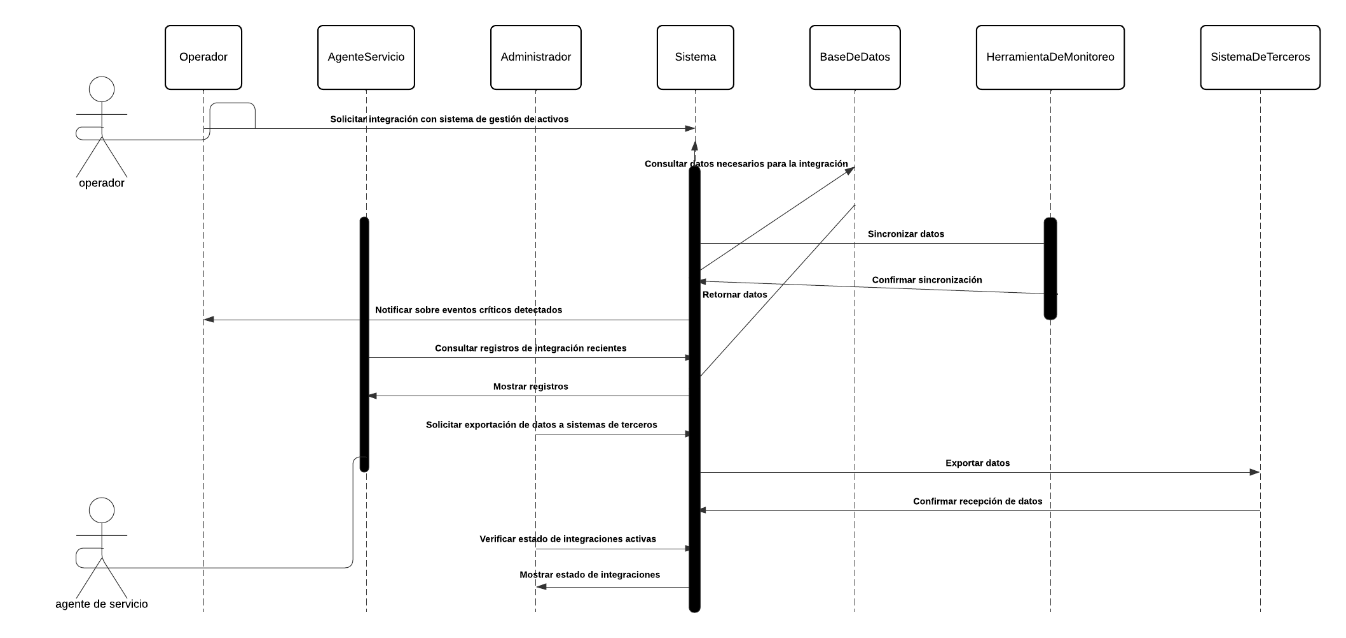 Operador
AgenteServicio
Administrador
Sistema
BaseDeDatos
HerramientaDeMonitoreo
SistemaDeTerceros
Solicitar integración con sistema de gestión de activos
Consultar datos necesarios para la integración
operador
Sincronizar datos
Confirmar sincronización
Retornar datos
Notificar sobre eventos críticos detectados
Consultar registros de integración recientes
Mostrar registros
Solicitar exportación de datos a sistemas de terceros
Exportar datos
Confirmar recepción de datos
Verificar estado de integraciones activas
Mostrar estado de integraciones
agente de servicio